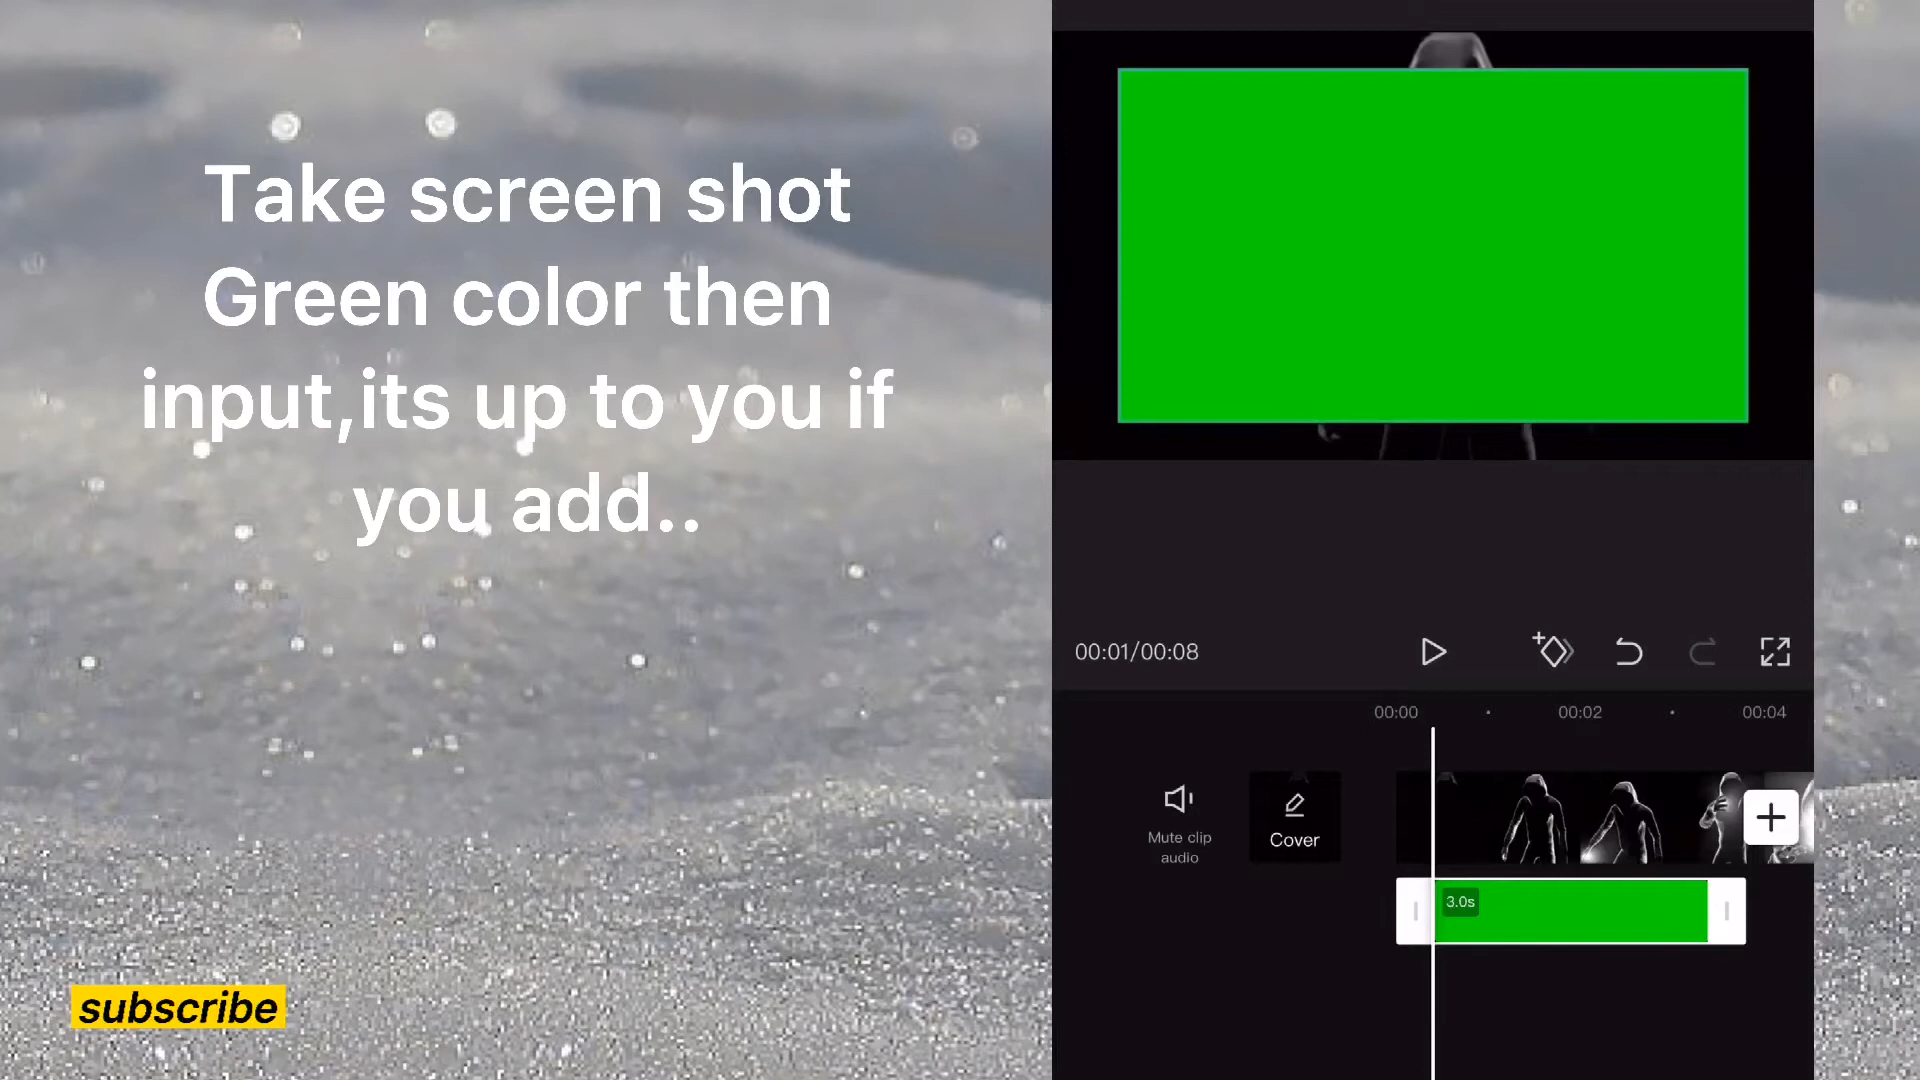 Take screen shot
Green color then
input,its up to you if
you add..
subscribe
00:01/00:08
00:00
00:02
00:04
Mute clip
audio
Cover
3.0s